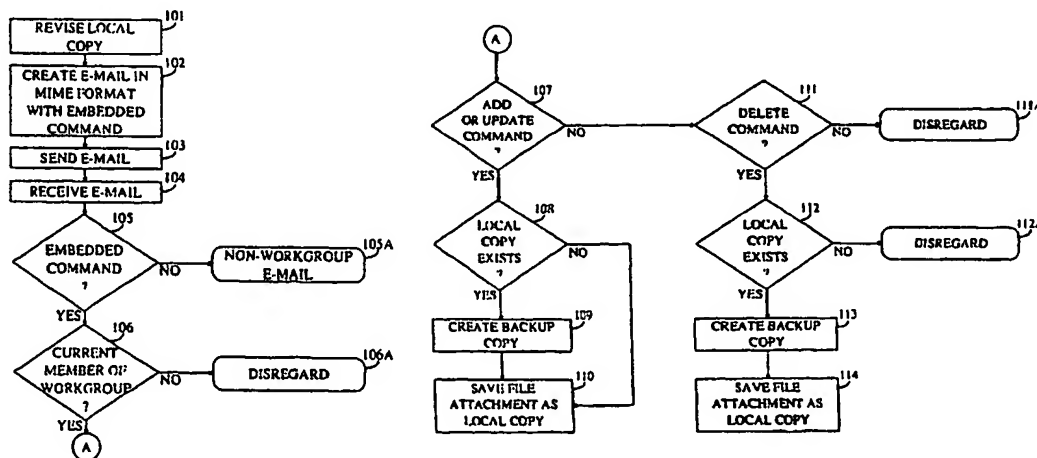 101
REVISE LOCAL
COPY
102
CREATE E-MAIL IN
MIME FORMAT
WITH EMBEDDED
COMMAND
103
SEND E-MAIL
104
RECEIVE E-MAIL
105
EMBEDDED
COMMAND
?
NO
105A
NON-WORKGROUP
E-MAIL
YES
106
CURRENT
MEMBER OF
WORKGROUP
?
NO
106A
DISREGARD
YES
A
A
107
ADD
OR UPDATE
COMMAND
?
NO
YES
108
LOCAL
COPY
EXISTS
?
NO
YES
109
CREATE BACKUP
COPY
110
SAVE FILE
ATTACHMENT AS
LOCAL COPY
111
DELETE
COMMAND
?
NO
111A
DISREGARD
YES
112
LOCAL
COPY
EXISTS
?
NO
112A
DISREGARD
YES
113
CREATE BACKUP
COPY
114
SAVE FILE
ATTACHMENT AS
LOCAL COPY